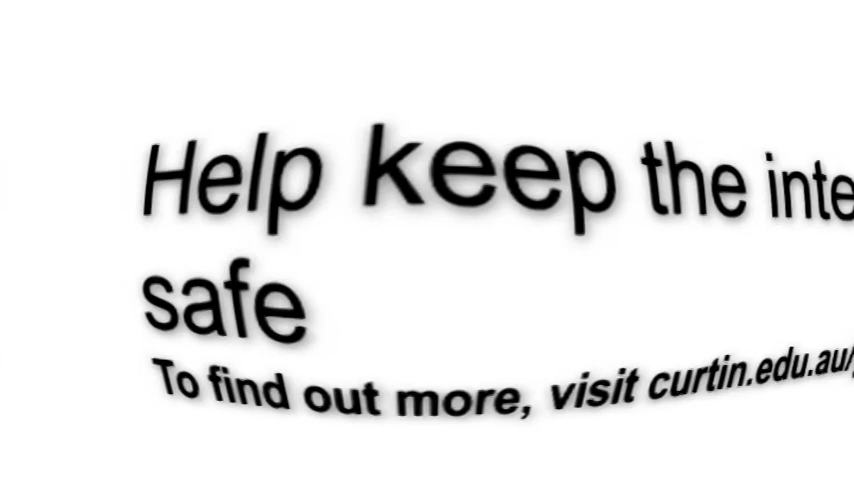 Help keep the inte
safe
To find out more, visit curtin.edu.au/